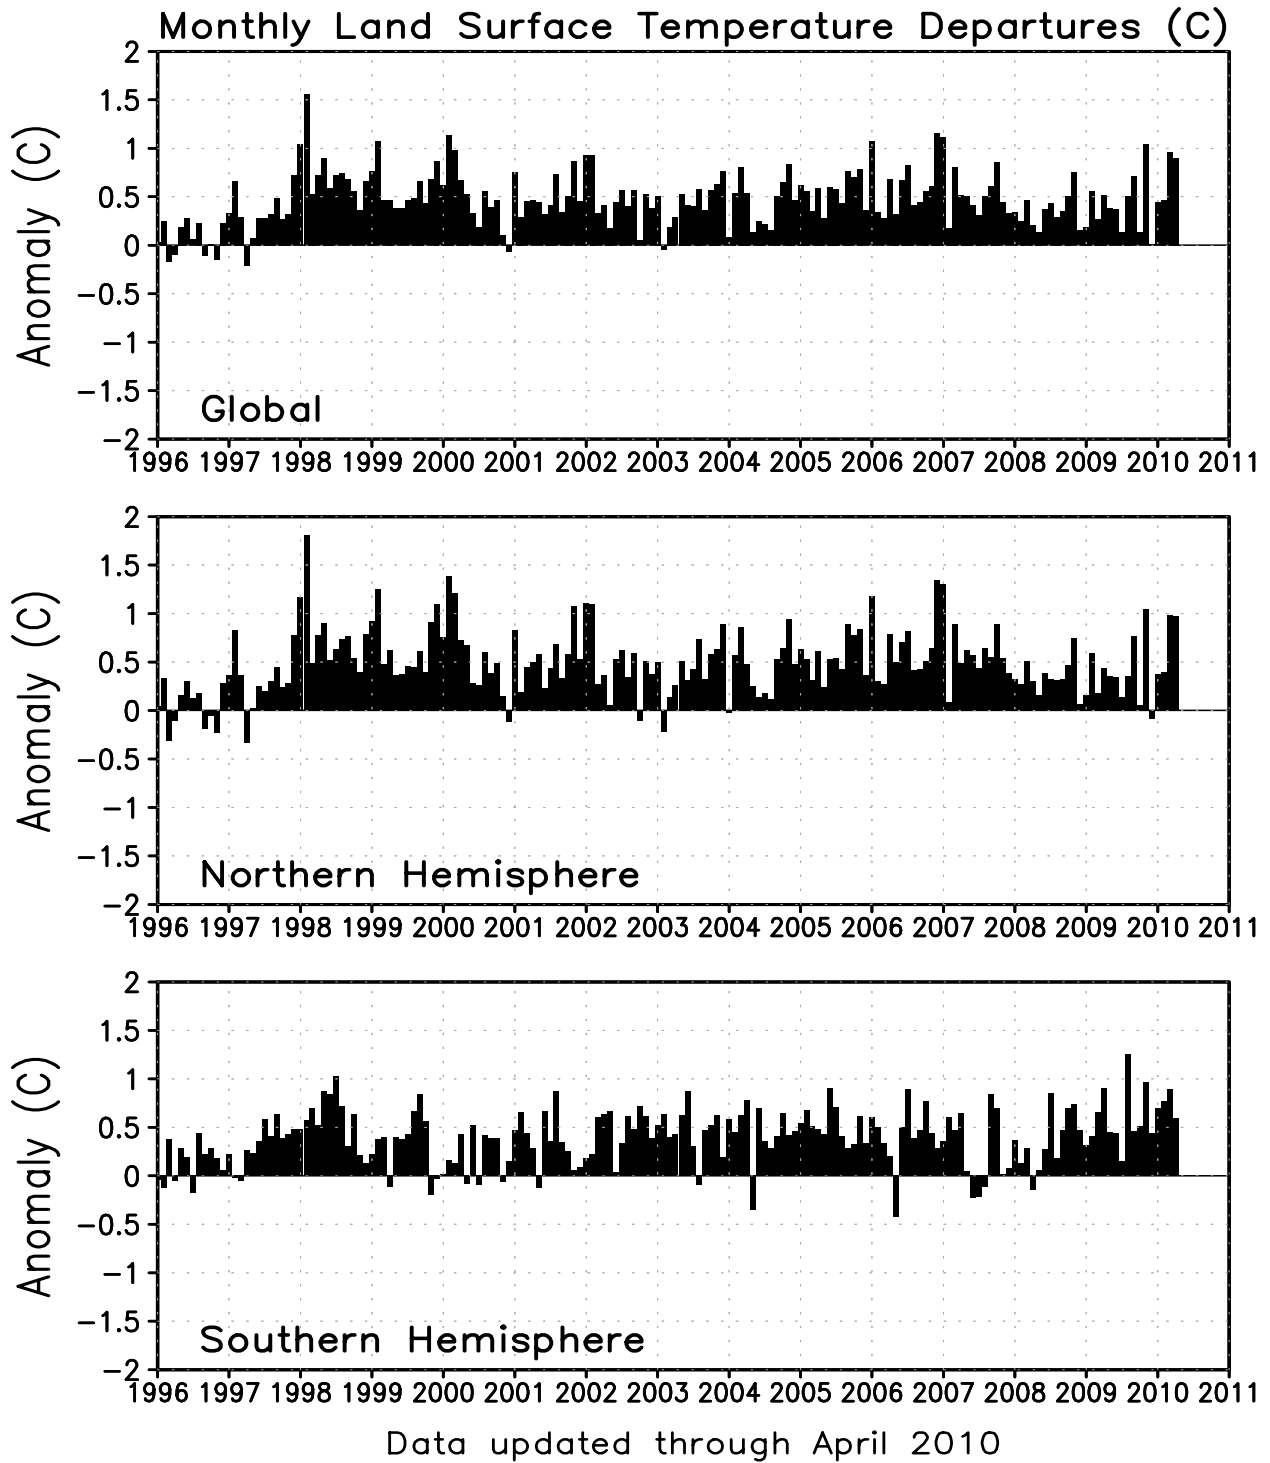 Monthly Land Surface Temperature Departures (C)
2
1.5
1
0.5
0
−0.5
−1
−1.5
−2
Anomaly (C)
Global
1996 1997 1998 1999 2000 2001 2002 2003 2004 2005 2006 2007 2008 2009 2010 2011
2
1.5
1
0.5
0
−0.5
−1
−1.5
−2
Anomaly (C)
Northern Hemisphere
1996 1997 1998 1999 2000 2001 2002 2003 2004 2005 2006 2007 2008 2009 2010 2011
2
1.5
1
0.5
0
−0.5
−1
−1.5
−2
Anomaly (C)
Southern Hemisphere
1996 1997 1998 1999 2000 2001 2002 2003 2004 2005 2006 2007 2008 2009 2010 2011
Data updated through April 2010